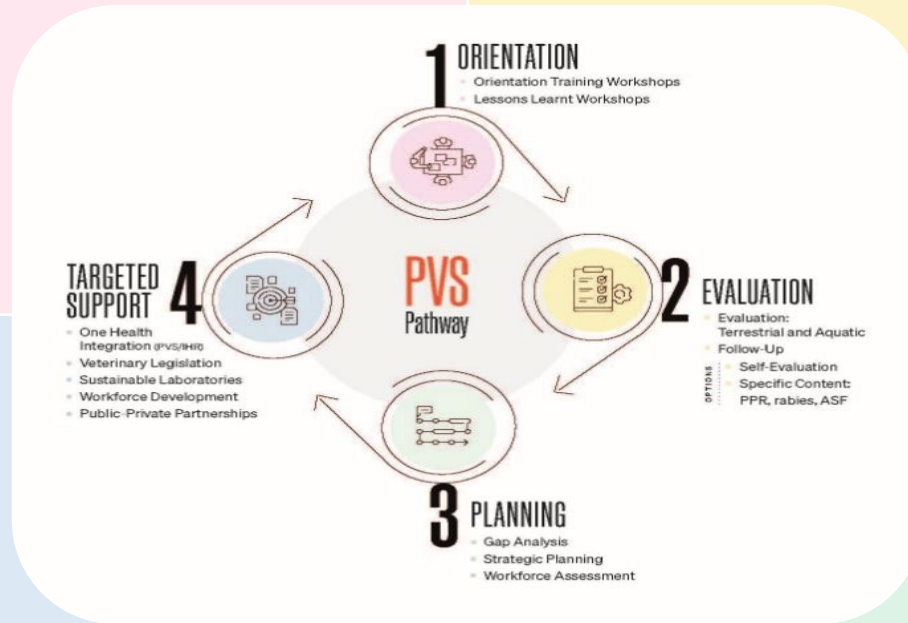 1 ORIENTATION
Orientation Training Workshops
Lessons Learnt Workshops
PVS
Pathway
2 EVALUATION
Evaluation:
Terrestrial and Aquatic
Follow-Up
OPTIONS
Self-Evaluation
Specific Content:
PPR, rabies, ASF
3 PLANNING
Gap Analysis
Strategic Planning
Workforce Assessment
TARGETED
SUPPORT 4
One Health
Integration (PVS/IHR)
Veterinary Legislation
Sustainable Laboratories
Workforce Development
Public-Private Partnerships